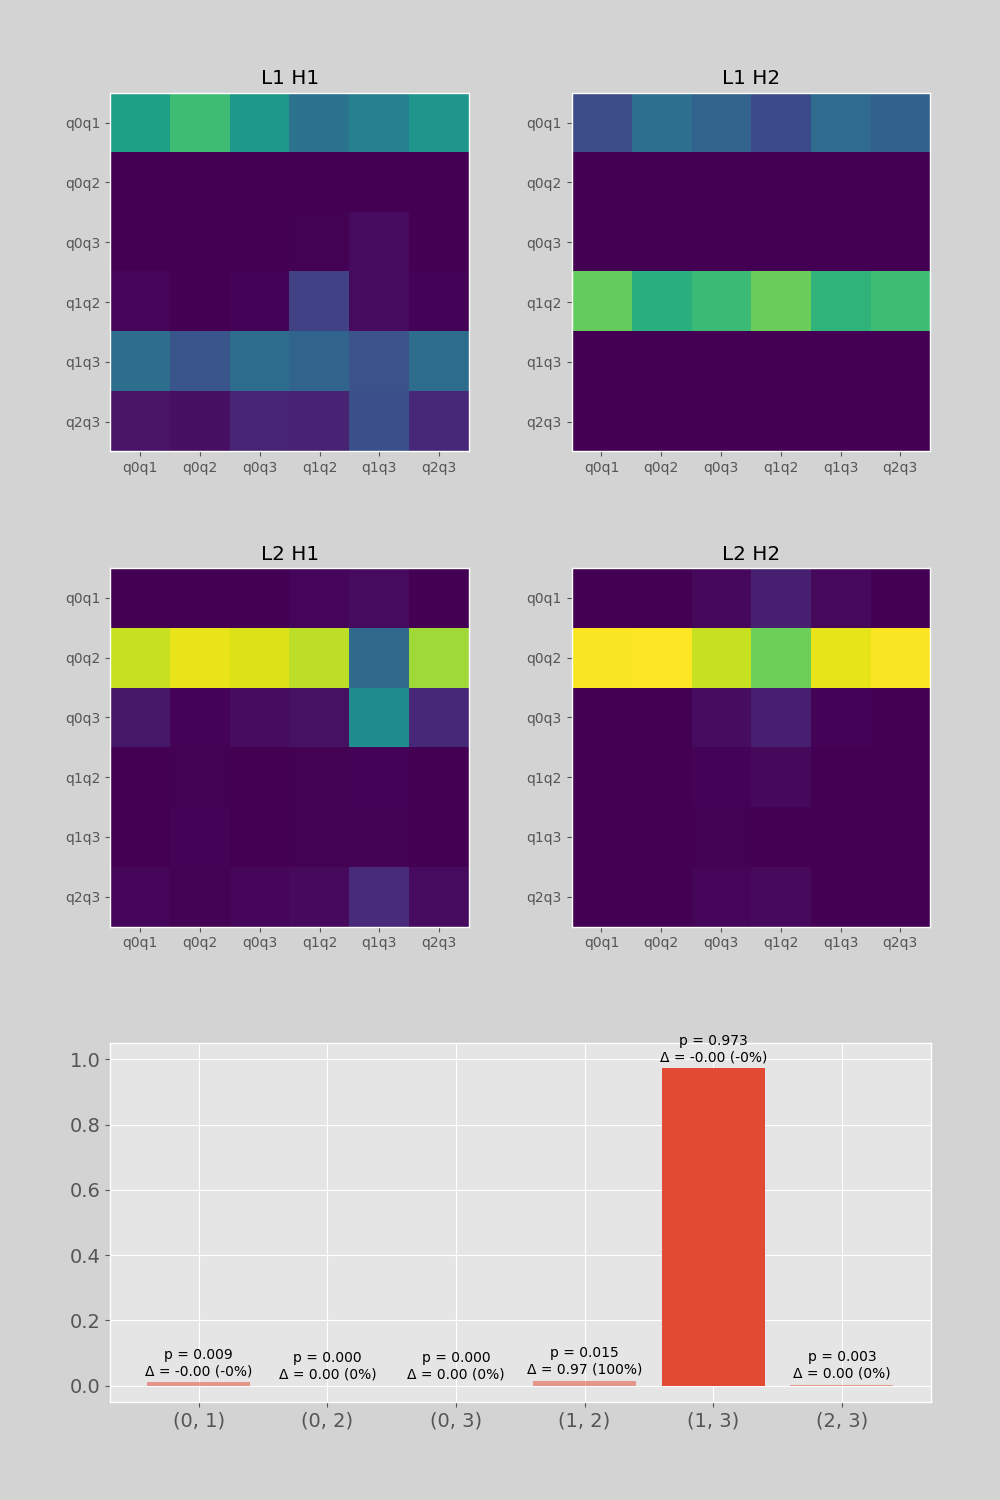 L1 H1
L1 H2
q0q1
q0q2
q0q3
q1q2
q1q3
q2q3
q0q1 q0q2 q0q3 q1q2 q1q3 q2q3
q0q1
q0q2
q0q3
q1q2
q1q3
q2q3
q0q1 q0q2 q0q3 q1q2 q1q3 q2q3
L2 H1
L2 H2
q0q1
q0q2
q0q3
q1q2
q1q3
q2q3
q0q1 q0q2 q0q3 q1q2 q1q3 q2q3
q0q1
q0q2
q0q3
q1q2
q1q3
q2q3
q0q1 q0q2 q0q3 q1q2 q1q3 q2q3
1.0
0.8
0.6
0.4
0.2
0.0
p = 0.009
Δ = -0.00 (-0%)
p = 0.000
Δ = 0.00 (0%)
p = 0.000
Δ = 0.00 (0%)
p = 0.015
Δ = 0.97 (100%)
p = 0.973
Δ = -0.00 (-0%)
p = 0.003
Δ = 0.00 (0%)
(0, 1) (0, 2) (0, 3) (1, 2) (1, 3) (2, 3)